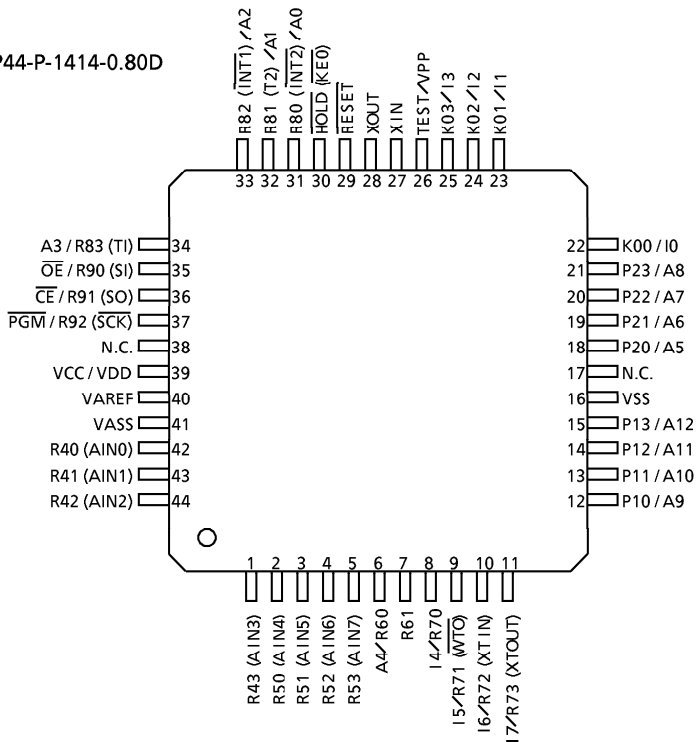 P44-P-1414-0.80D
R82 (INT1) / A2
R81 (T2) / A1
R80 (INT2) / A0
HOLD (KE0)
RESET
XOUT
XIN
TEST/VPP
K03/I3
K02/I2
K01/I1
33 32 31 30 29 28 27 26 25 24 23
A3 / R83 (TI) 34
OE / R90 (SI) 35
CE / R91 (SO) 36
PGM / R92 (SCK) 37
N.C. 38
VCC / VDD 39
VAREF 40
VASS 41
R40 (AIN0) 42
R41 (AIN1) 43
R42 (AIN2) 44
22 K00 / I0
21 P23 / A8
20 P22 / A7
19 P21 / A6
18 P20 / A5
17 N.C.
16 VSS
15 P13 / A12
14 P12 / A11
13 P11 / A10
12 P10 / A9
1 2 3 4 5 6 7 8 9 10 11
R43 (AIN3)
R50 (AIN4)
R51 (AIN5)
R52 (AIN6)
R53 (AIN7)
A4/R60
R61
I4/R70
I5/R71 (WTO)
I6/R72 (XTIN)
I7/R73 (XTOUT)